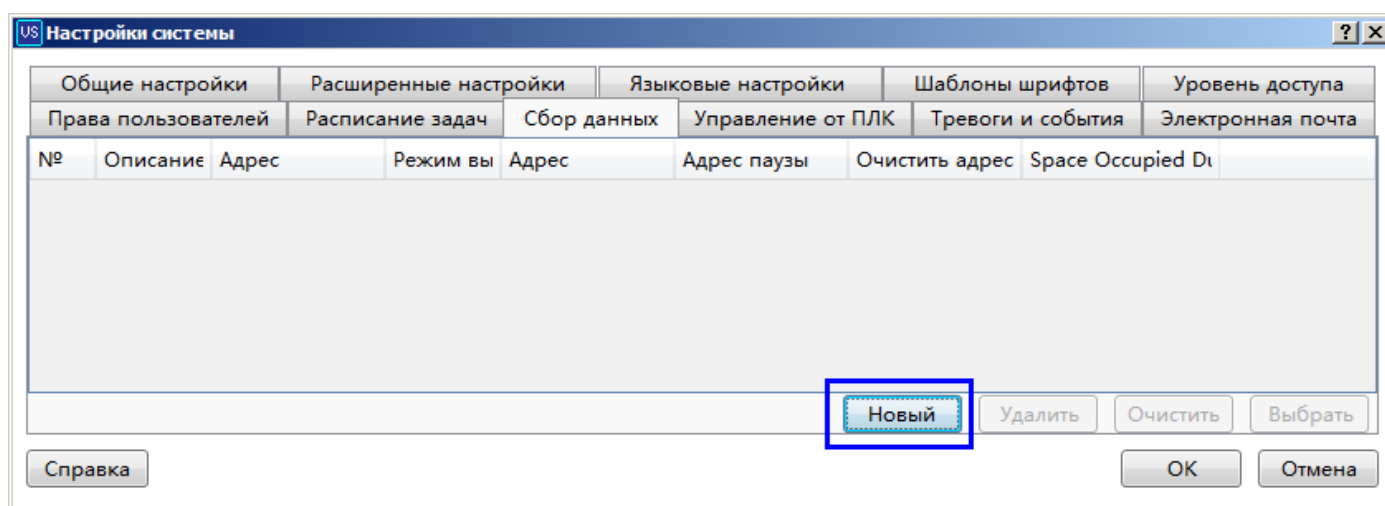 US Настройки системы ? X
Общие настройки Расширенные настройки Языковые настройки Шаблоны шрифтов Уровень доступа
Права пользователей Расписание задач Сбор данных Управление от ПЛК Тревоги и события Электронная почта
№ Описание Адрес Режим вы Адрес Адрес паузы Очистить адрес Space Occupied Du
Новый Удалить Очистить Выбрать
Справка OK Отмена